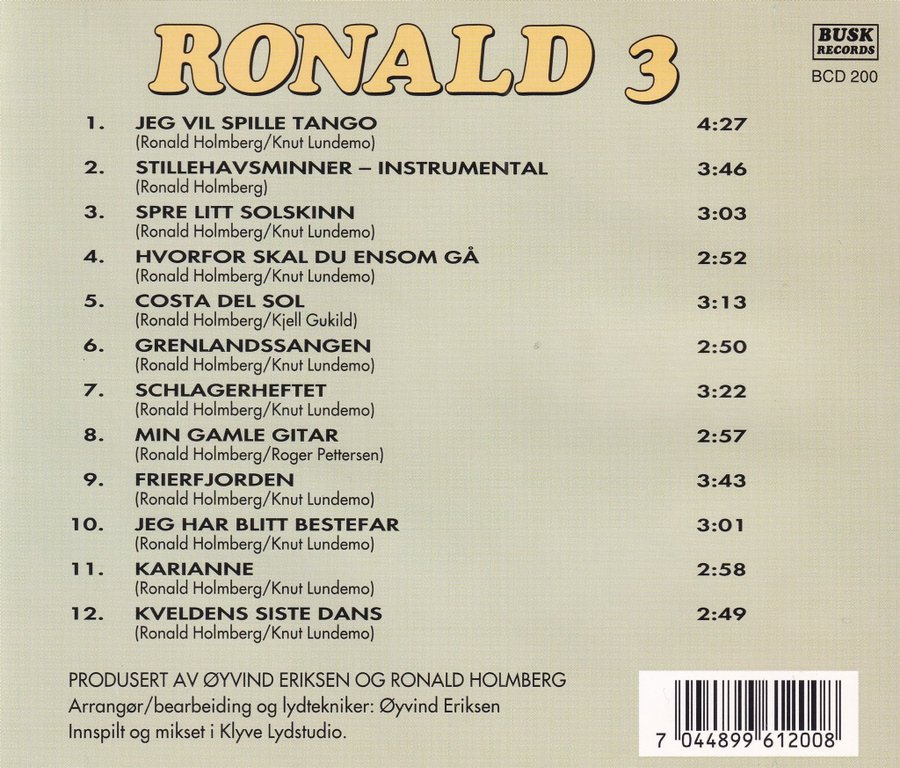 RONALD 3
BUSK
RECORDS
BCD 200
1. JEG VIL SPILLE TANGO 4:27
(Ronald Holmberg/Knut Lundemo)
2. STILLEHAVSMINNER – INSTRUMENTAL 3:46
(Ronald Holmberg)
3. SPRE LITT SOLSKINN 3:03
(Ronald Holmberg/Knut Lundemo)
4. HVORFOR SKAL DU ENSOM GÅ 2:52
(Ronald Holmberg/Knut Lundemo)
5. COSTA DEL SOL 3:13
(Ronald Holmberg/Kjell Gukild)
6. GRENLANDSSANGEN 2:50
(Ronald Holmberg/Knut Lundemo)
7. SCHLAGERHEFTET 3:22
(Ronald Holmberg/Knut Lundemo)
8. MIN GAMLE GITAR 2:57
(Ronald Holmberg/Roger Pettersen)
9. FRIERFJORDEN 3:43
(Ronald Holmberg/Knut Lundemo)
10. JEG HAR BLITT BESTEFAR 3:01
(Ronald Holmberg/Knut Lundemo)
11. KARIANNE 2:58
(Ronald Holmberg/Knut Lundemo)
12. KVELDENS SISTE DANS 2:49
(Ronald Holmberg/Knut Lundemo)
PRODUSERT AV ØYVIND ERIKSEN OG RONALD HOLMBERG
Arrangør/bearbeiding og lydtekniker: Øyvind Eriksen
Innspilt og mikset i Klyve Lydstudio.
7 044899 612008